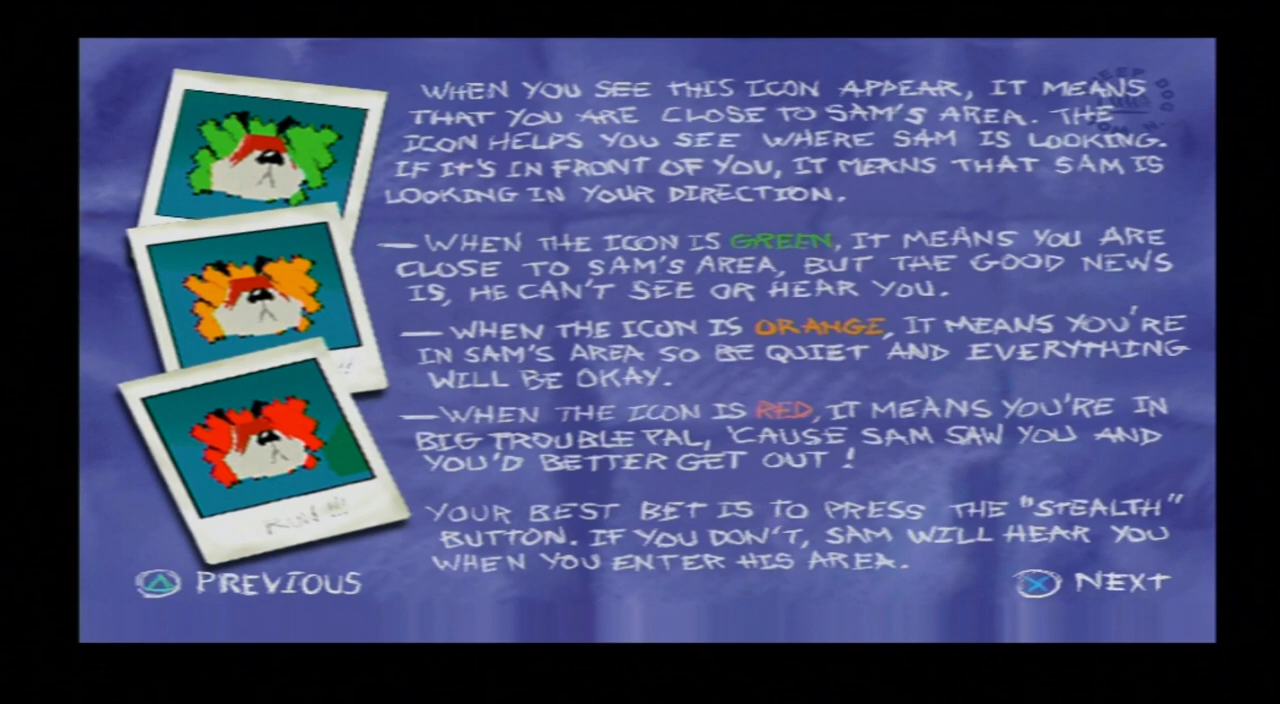 WHEN YOU SEE THIS ICON APPEAR, IT MEANS
THAT YOU ARE CLOSE TO SAM'S AREA. THE
ICON HELPS YOU SEE WHERE SAM IS LOOKING.
IF IT'S IN FRONT OF YOU, IT MEANS THAT SAM IS
LOOKING IN YOUR DIRECTION.
— WHEN THE ICON IS GREEN, IT MEANS YOU ARE
CLOSE TO SAM'S AREA, BUT THE GOOD NEWS
IS, HE CAN'T SEE OR HEAR YOU.
— WHEN THE ICON IS ORANGE, IT MEANS YOU'RE
IN SAM'S AREA SO BE QUIET AND EVERYTHING
WILL BE OKAY.
— WHEN THE ICON IS RED, IT MEANS YOU'RE IN
BIG TROUBLE PAL, 'CAUSE SAM SAW YOU AND
YOU'D BETTER GET OUT !
RUN !!!
YOUR BEST BET IS TO PRESS THE "STEALTH"
BUTTON. IF YOU DON'T, SAM WILL HEAR YOU
WHEN YOU ENTER HIS AREA.
PREVIOUS
NEXT